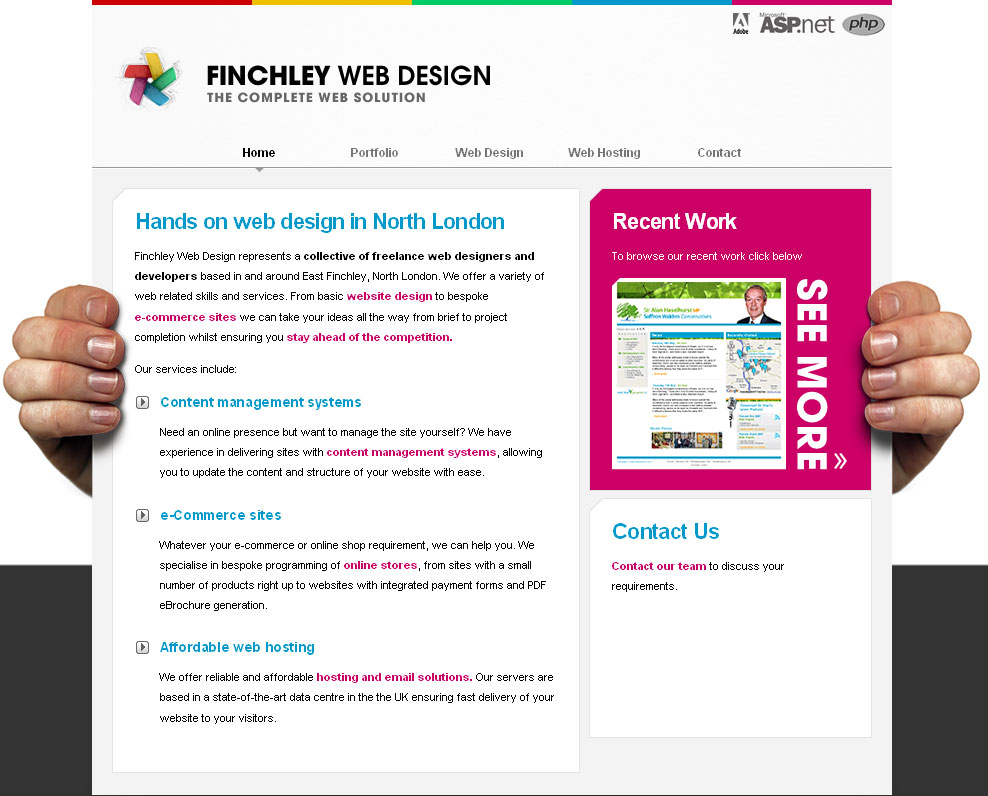 Adobe
Microsoft
ASP.net
php
FINCHLEY WEB DESIGN
THE COMPLETE WEB SOLUTION
Home
Portfolio
Web Design
Web Hosting
Contact
Hands on web design in North London
Finchley Web Design represents a collective of freelance web designers and
developers based in and around East Finchley, North London. We offer a variety of
web related skills and services. From basic website design to bespoke
e-commerce sites we can take your ideas all the way from brief to project
completion whilst ensuring you stay ahead of the competition.
Our services include:
Content management systems
Need an online presence but want to manage the site yourself? We have
experience in delivering sites with content management systems, allowing
you to update the content and structure of your website with ease.
e-Commerce sites
Whatever your e-commerce or online shop requirement, we can help you. We
specialise in bespoke programming of online stores, from sites with a small
number of products right up to websites with integrated payment forms and PDF
eBrochure generation.
Affordable web hosting
We offer reliable and affordable hosting and email solutions. Our servers are
based in a state-of-the-art data centre in the the UK ensuring fast delivery of your
website to your visitors.
Recent Work
To browse our recent work click below
Sir Alan Haselhurst MP
Saffron Walden Conservatives
News
SEE MORE »
Contact Us
Contact our team to discuss your
requirements.